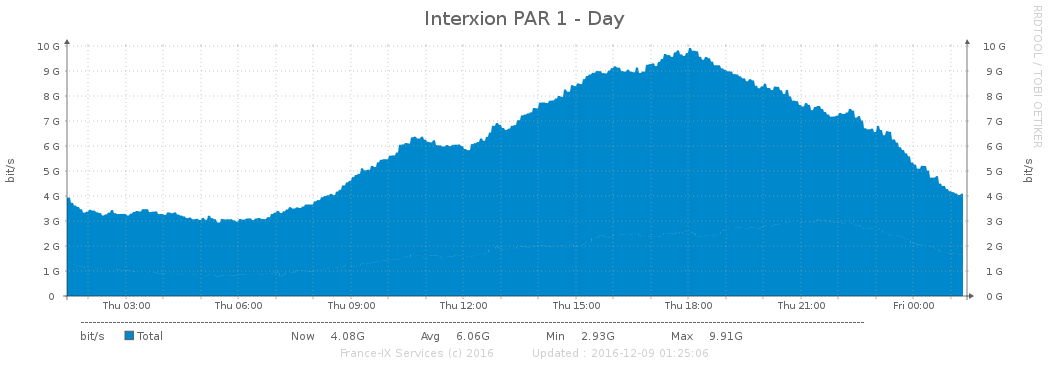 Interxion PAR 1 - Day
RRDTOOL / TOBI OETIKER
10 G 10 G
9 G 9 G
8 G 8 G
7 G 7 G
6 G 6 G
5 G 5 G
4 G 4 G
3 G 3 G
2 G 2 G
1 G 1 G
0 0 G
bit/s
bit/s
Thu 03:00 Thu 06:00 Thu 09:00 Thu 12:00 Thu 15:00 Thu 18:00 Thu 21:00 Fri 00:00
bit/s Total Now 4.08G Avg 6.06G Min 2.93G Max 9.91G
France-IX Services (c) 2016 Updated : 2016-12-09 01:25:06